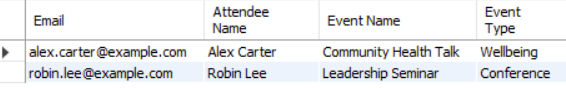 Email Attendee Name Event Name Event Type
alex.carter@example.com Alex Carter Community Health Talk Wellbeing
robin.lee@example.com Robin Lee Leadership Seminar Conference